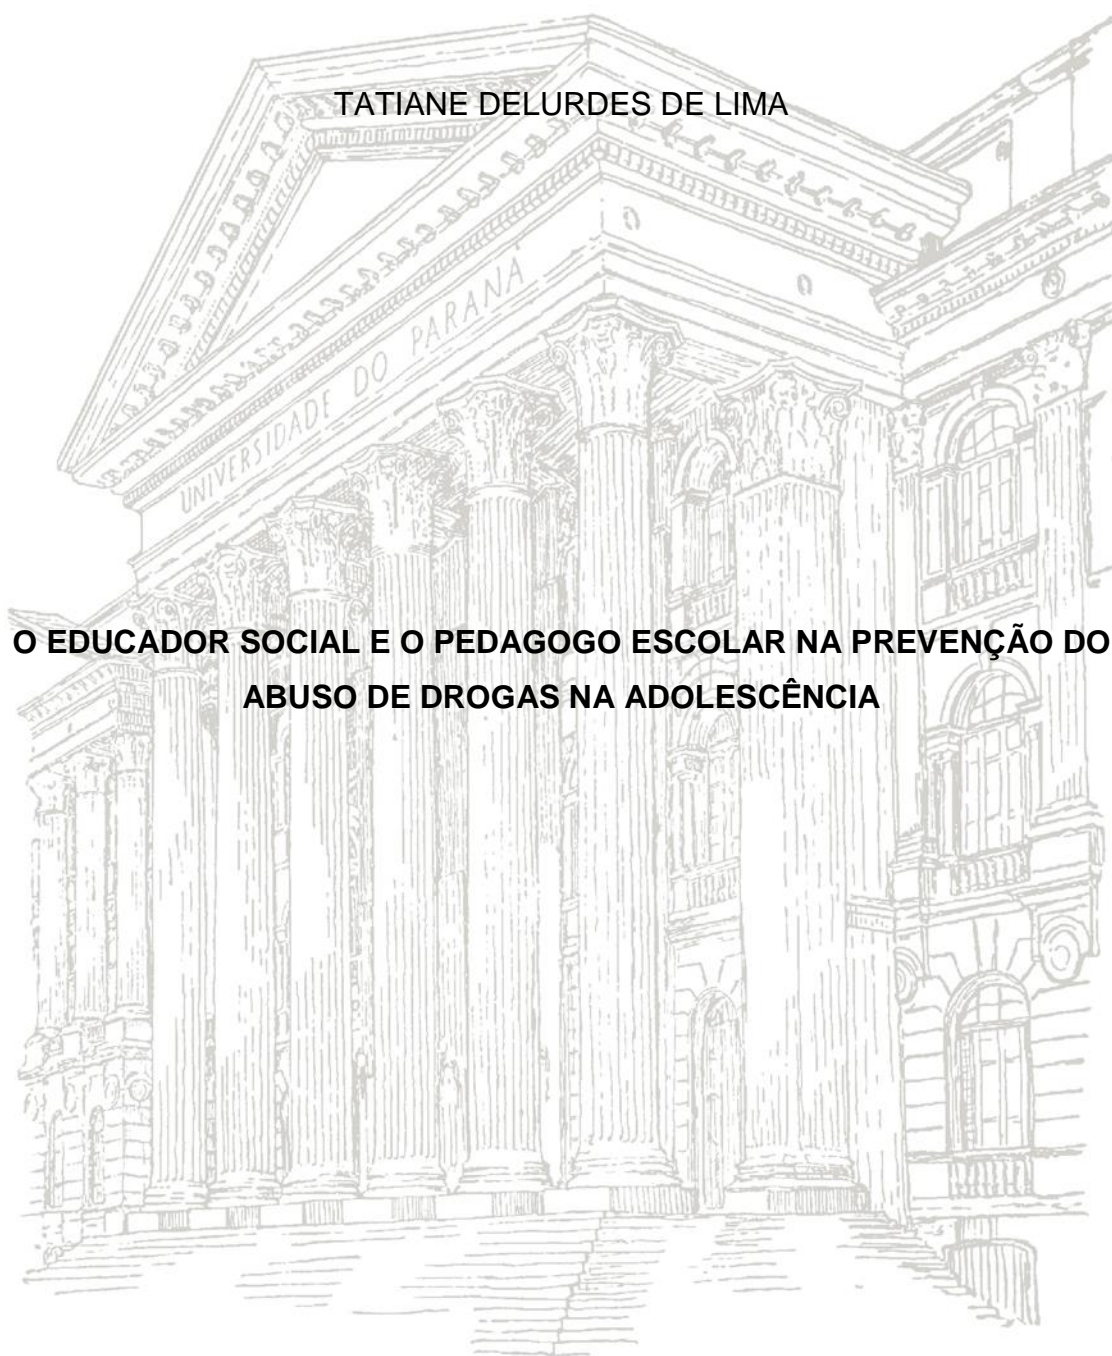 TATIANE DELURDES DE LIMA
UNIVERSIDADE DO PARANÁ
O EDUCADOR SOCIAL E O PEDAGOGO ESCOLAR NA PREVENÇÃO DO
ABUSO DE DROGAS NA ADOLESCÊNCIA